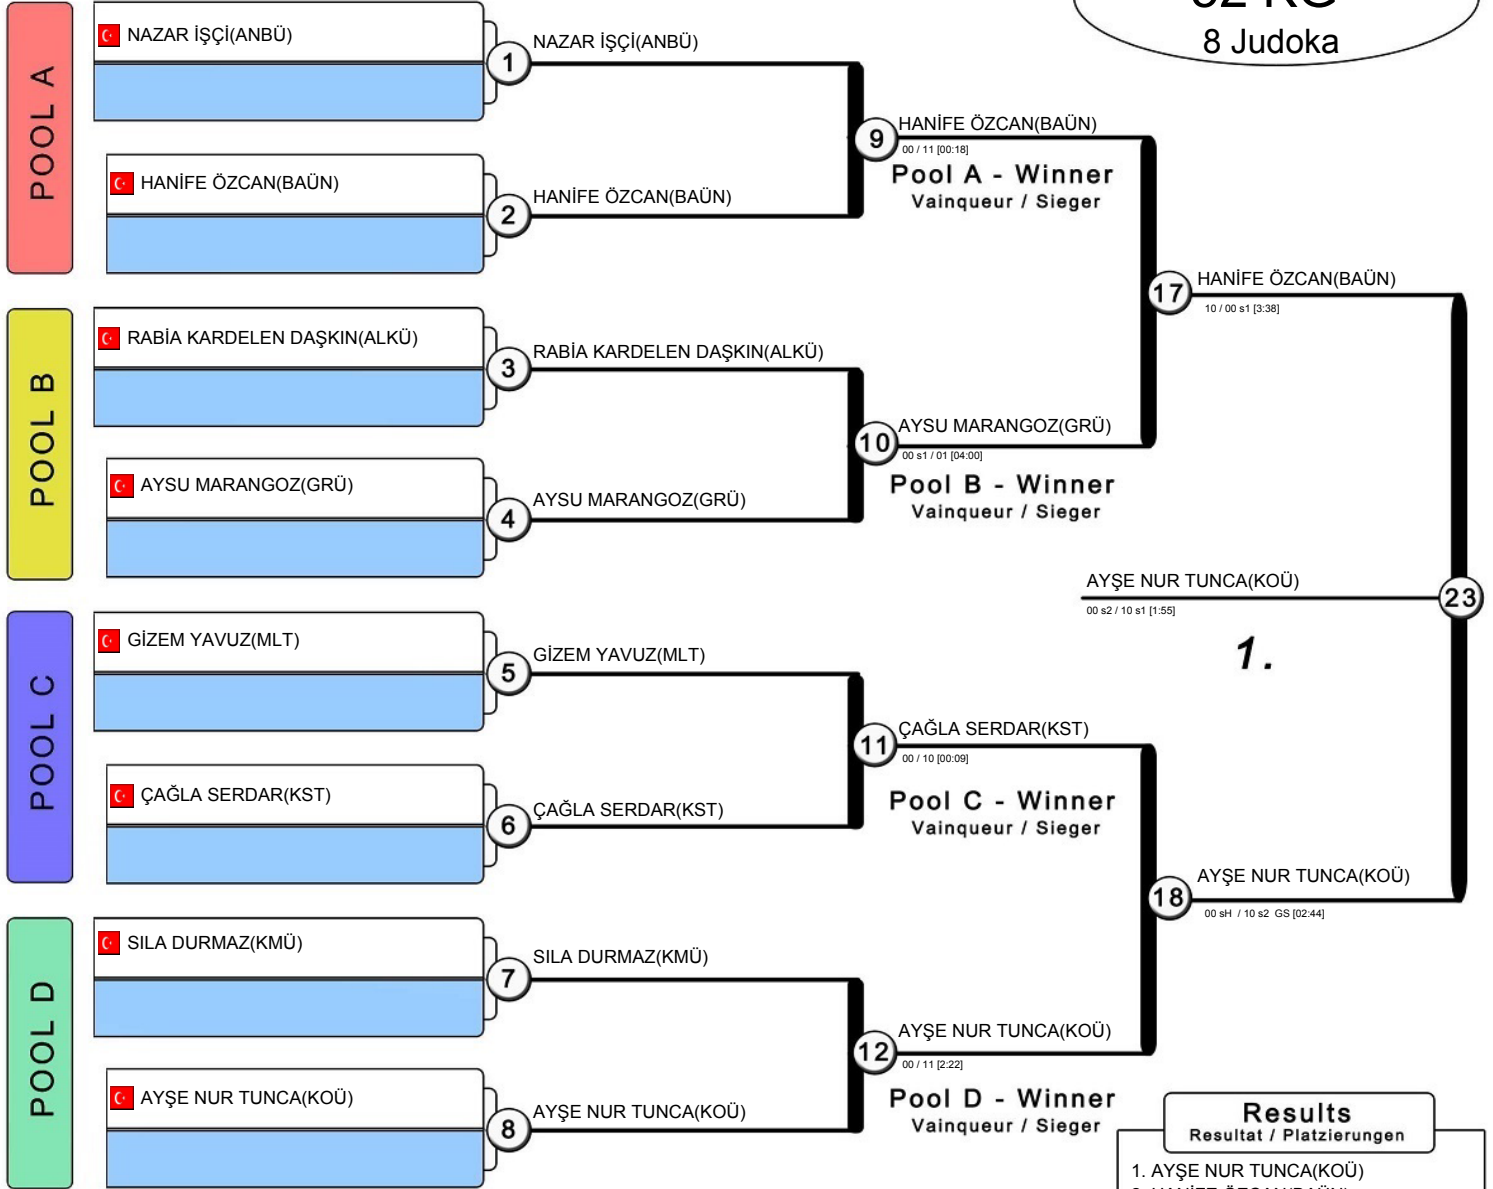 8 Judoka
POOL A
NAZAR İŞÇİ(ANBÜ)
1
NAZAR İŞÇİ(ANBÜ)
HANİFE ÖZCAN(BAÜN)
2
HANİFE ÖZCAN(BAÜN)
9
HANİFE ÖZCAN(BAÜN)
00 / 11 [00:18]
Pool A - Winner
Vainqueur / Sieger
POOL B
RABİA KARDELEN DAŞKIN(ALKÜ)
3
RABİA KARDELEN DAŞKIN(ALKÜ)
AYSU MARANGOZ(GRÜ)
4
AYSU MARANGOZ(GRÜ)
10
AYSU MARANGOZ(GRÜ)
00 s1 / 01 [04:00]
Pool B - Winner
Vainqueur / Sieger
17
HANİFE ÖZCAN(BAÜN)
10 / 00 s1 [3:38]
AYŞE NUR TUNCA(KOÜ)
23
00 s2 / 10 s1 [1:55]
1.
POOL C
GİZEM YAVUZ(MLT)
5
GİZEM YAVUZ(MLT)
ÇAĞLA SERDAR(KST)
6
ÇAĞLA SERDAR(KST)
11
ÇAĞLA SERDAR(KST)
00 / 10 [00:09]
Pool C - Winner
Vainqueur / Sieger
18
AYŞE NUR TUNCA(KOÜ)
00 sH / 10 s2 GS [02:44]
POOL D
SILA DURMAZ(KMÜ)
7
SILA DURMAZ(KMÜ)
AYŞE NUR TUNCA(KOÜ)
8
AYŞE NUR TUNCA(KOÜ)
12
AYŞE NUR TUNCA(KOÜ)
00 / 11 [2:22]
Pool D - Winner
Vainqueur / Sieger
Results
Resultat / Platzierungen
1. AYŞE NUR TUNCA(KOÜ)